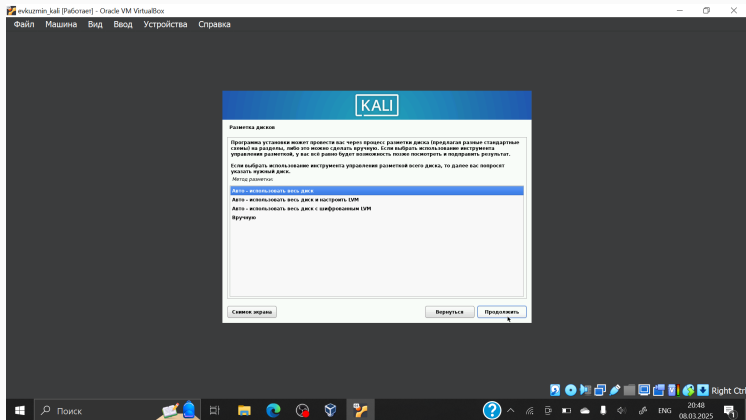 evkuzmin_kali [Работает] - Oracle VM VirtualBox
Файл Машина Вид Ввод Устройства Справка
KALI
Разметка дисков
Программа установки может провести вас через процесс разметки диска (предлагая разные стандартные
схемы) на разделы, либо это можно сделать вручную. Если выбрать использование инструмента
управления разметкой, у вас всё равно будет возможность позже посмотреть и подправить результат.
Если выбрать использование инструмента управления разметкой всего диска, то далее вас попросят
указать нужный диск.
Метод разметки:
Авто - использовать весь диск
Авто - использовать весь диск и настроить LVM
Авто - использовать весь диск с шифрованным LVM
Вручную
Снимок экрана Вернуться Продолжить
Right Ctrl
Поиск
ENG
20:48
08.03.2025